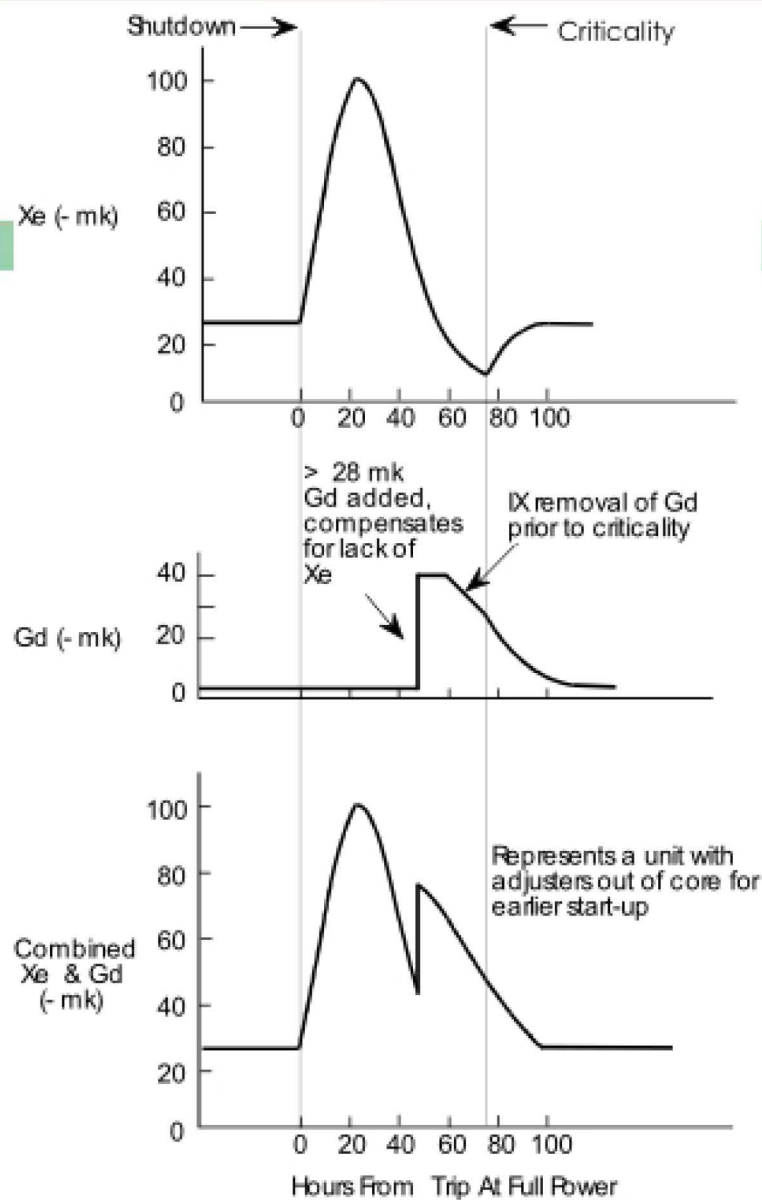 Shutdown
Criticality
100
80
60
Xe (- mk)
40
20
0
0 20 40 60 80 100
> 28 mk
Gd added,
compensates
for lack of
Xe
IX removal of Gd
prior to criticality
40
Gd (- mk)
20
0
100
80
60
40
20
0
Represents a unit with
adjusters out of core for
earlier start-up
Combined
Xe & Gd
(- mk)
0 20 40 60 80 100
Hours From Trip At Full Power